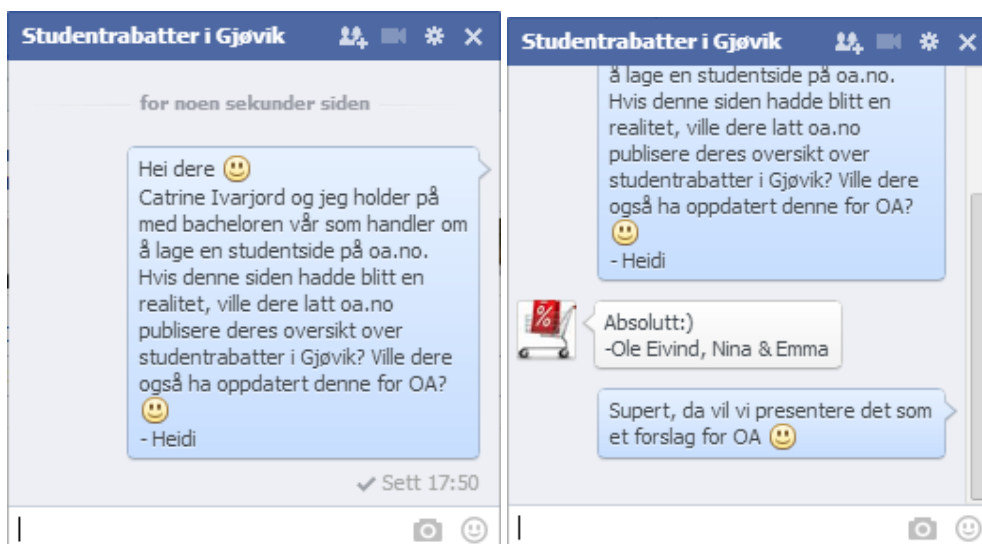 Studentrabatter i Gjøvik
for noen sekunder siden
Hei dere
Catrine Ivarjord og jeg holder på
med bacheloren vår som handler om
å lage en studentside på oa.no.
Hvis denne siden hadde blitt en
realitet, ville dere latt oa.no
publisere deres oversikt over
studentrabatter i Gjøvik? Ville dere
også ha oppdatert denne for OA?
- Heidi
Sett 17:50
Studentrabatter i Gjøvik
å lage en studentside på oa.no.
Hvis denne siden hadde blitt en
realitet, ville dere latt oa.no
publisere deres oversikt over
studentrabatter i Gjøvik? Ville dere
også ha oppdatert denne for OA?
- Heidi
%
Absolutt:)
-Ole Eivind, Nina & Emma
Supert, da vil vi presentere det som
et forslag for OA